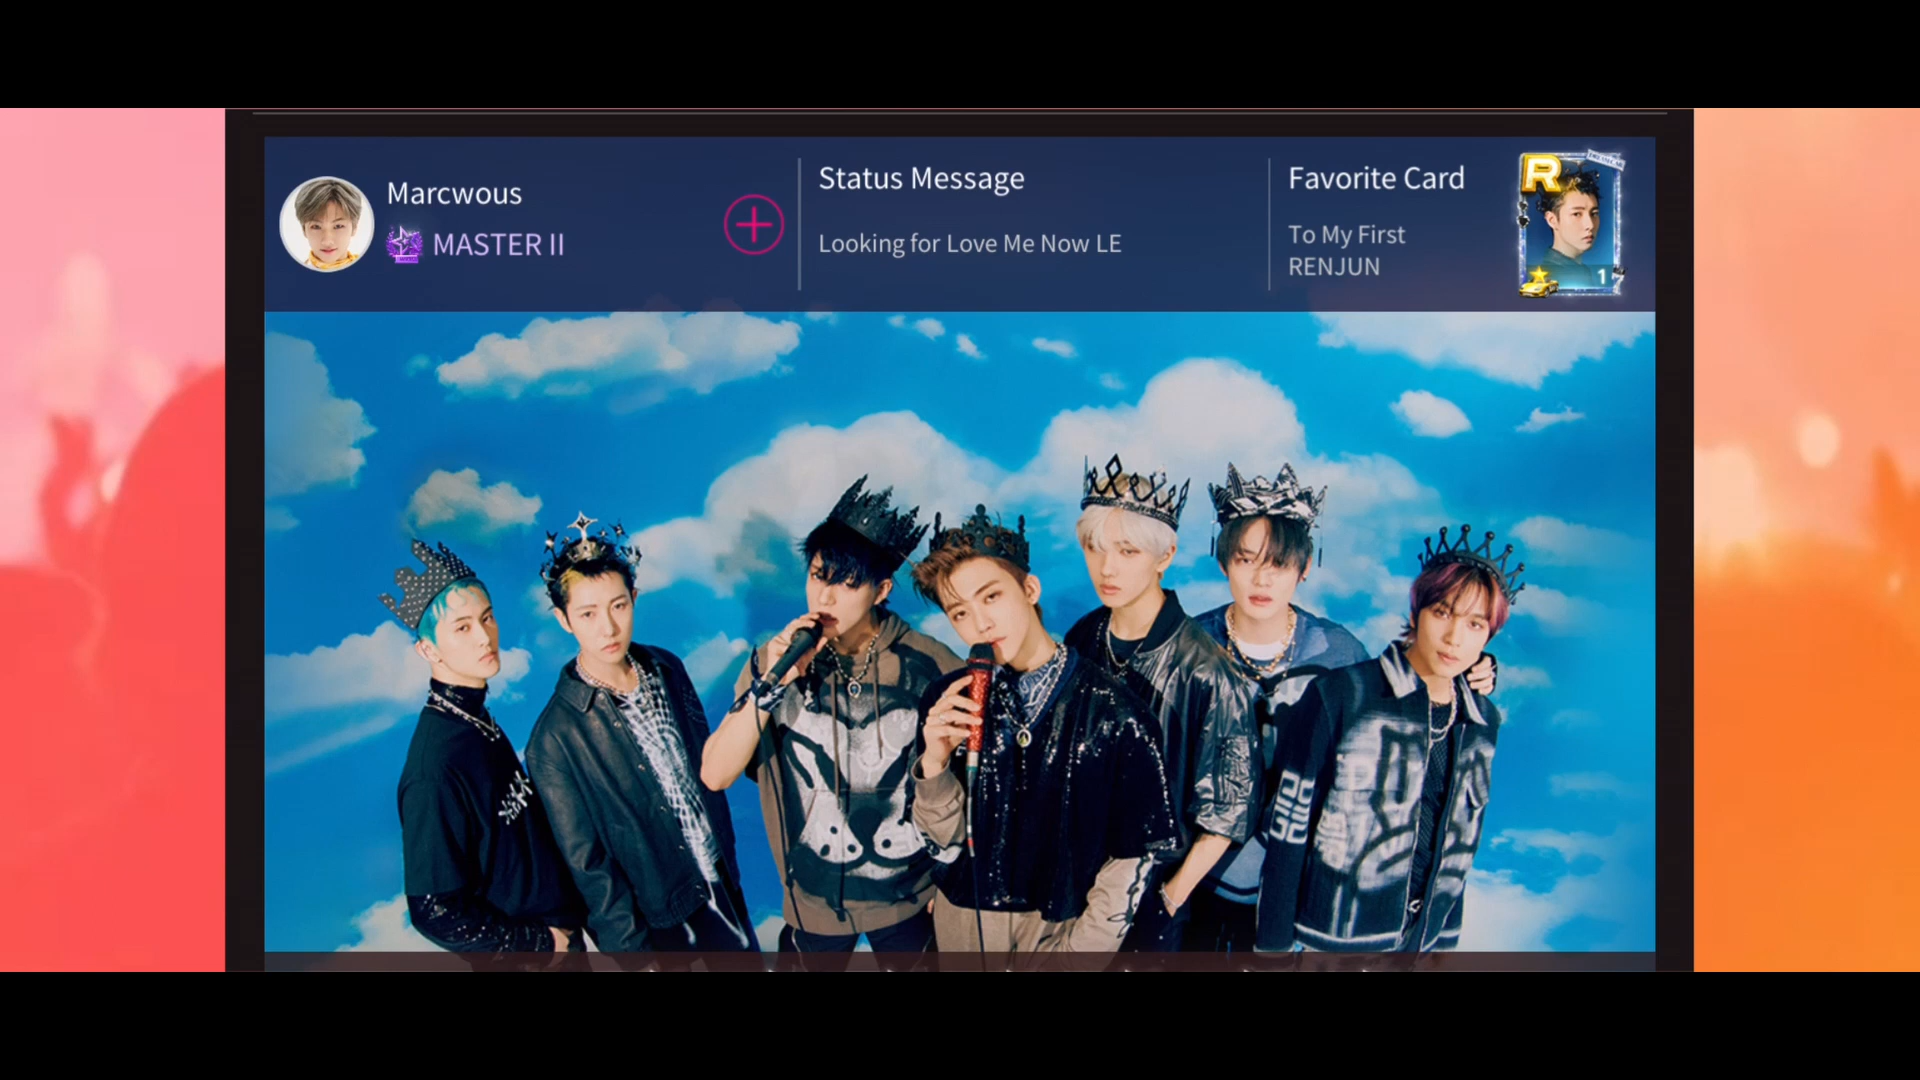 Marcwous
MASTER II
Status Message
Looking for Love Me Now LE
Favorite Card
To My First
RENJUN
R
1